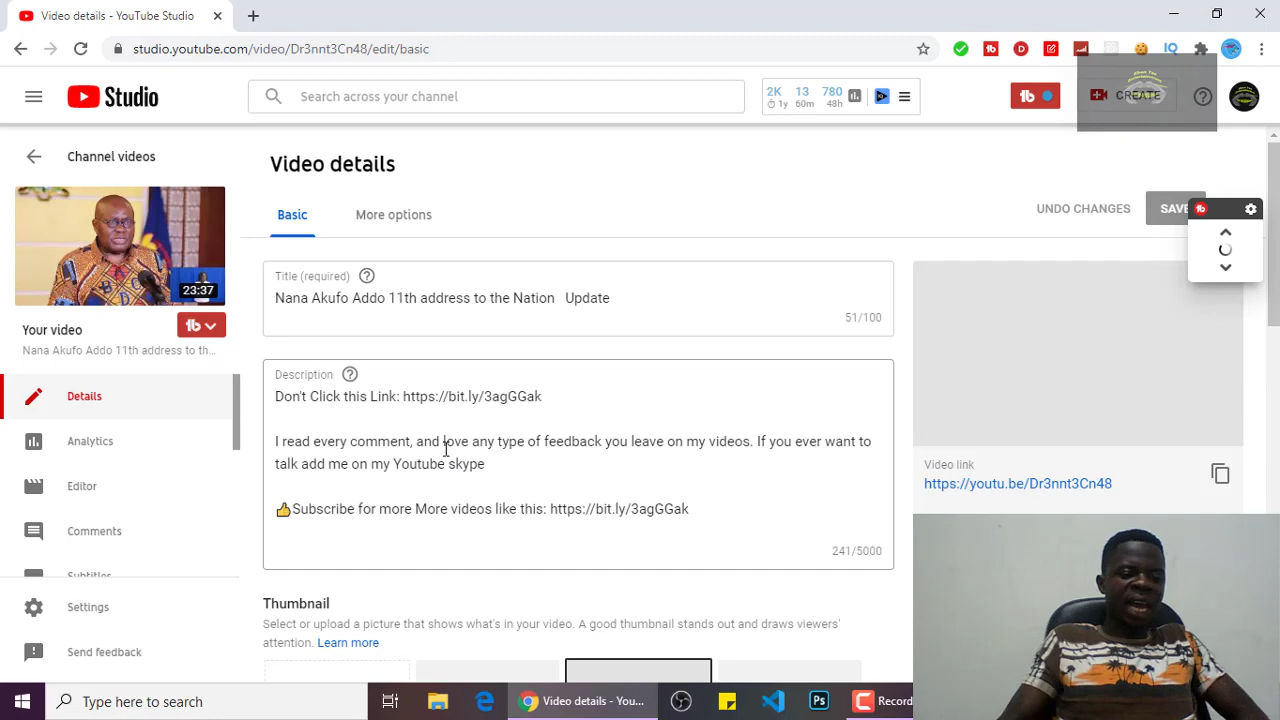 Video details - YouTube Studio
studio.youtube.com/video/Dr3nnt3Cn48/edit/basic
IQ
Studio
Search across your channel
2K 13 780
1y 60m 48h
CREATE
Channel videos
Video details
Basic
More options
UNDO CHANGES
SAVE
Title (required)
Nana Akufo Addo 11th address to the Nation Update
51/100
23:37
Your video
Nana Akufo Addo 11th address to th...
Description
Don't Click this Link: https://bit.ly/3agGGak
I read every comment, and love any type of feedback you leave on my videos. If you ever want to
talk add me on my Youtube skype
👍Subscribe for more More videos like this: https://bit.ly/3agGGak
241/5000
Details
Analytics
Editor
Comments
Subtitles
Settings
Send feedback
Video link
https://youtu.be/Dr3nnt3Cn48
Thumbnail
Select or upload a picture that shows what's in your video. A good thumbnail stands out and draws viewers'
attention. Learn more
Type here to search
Video details - You...
Ps
Record